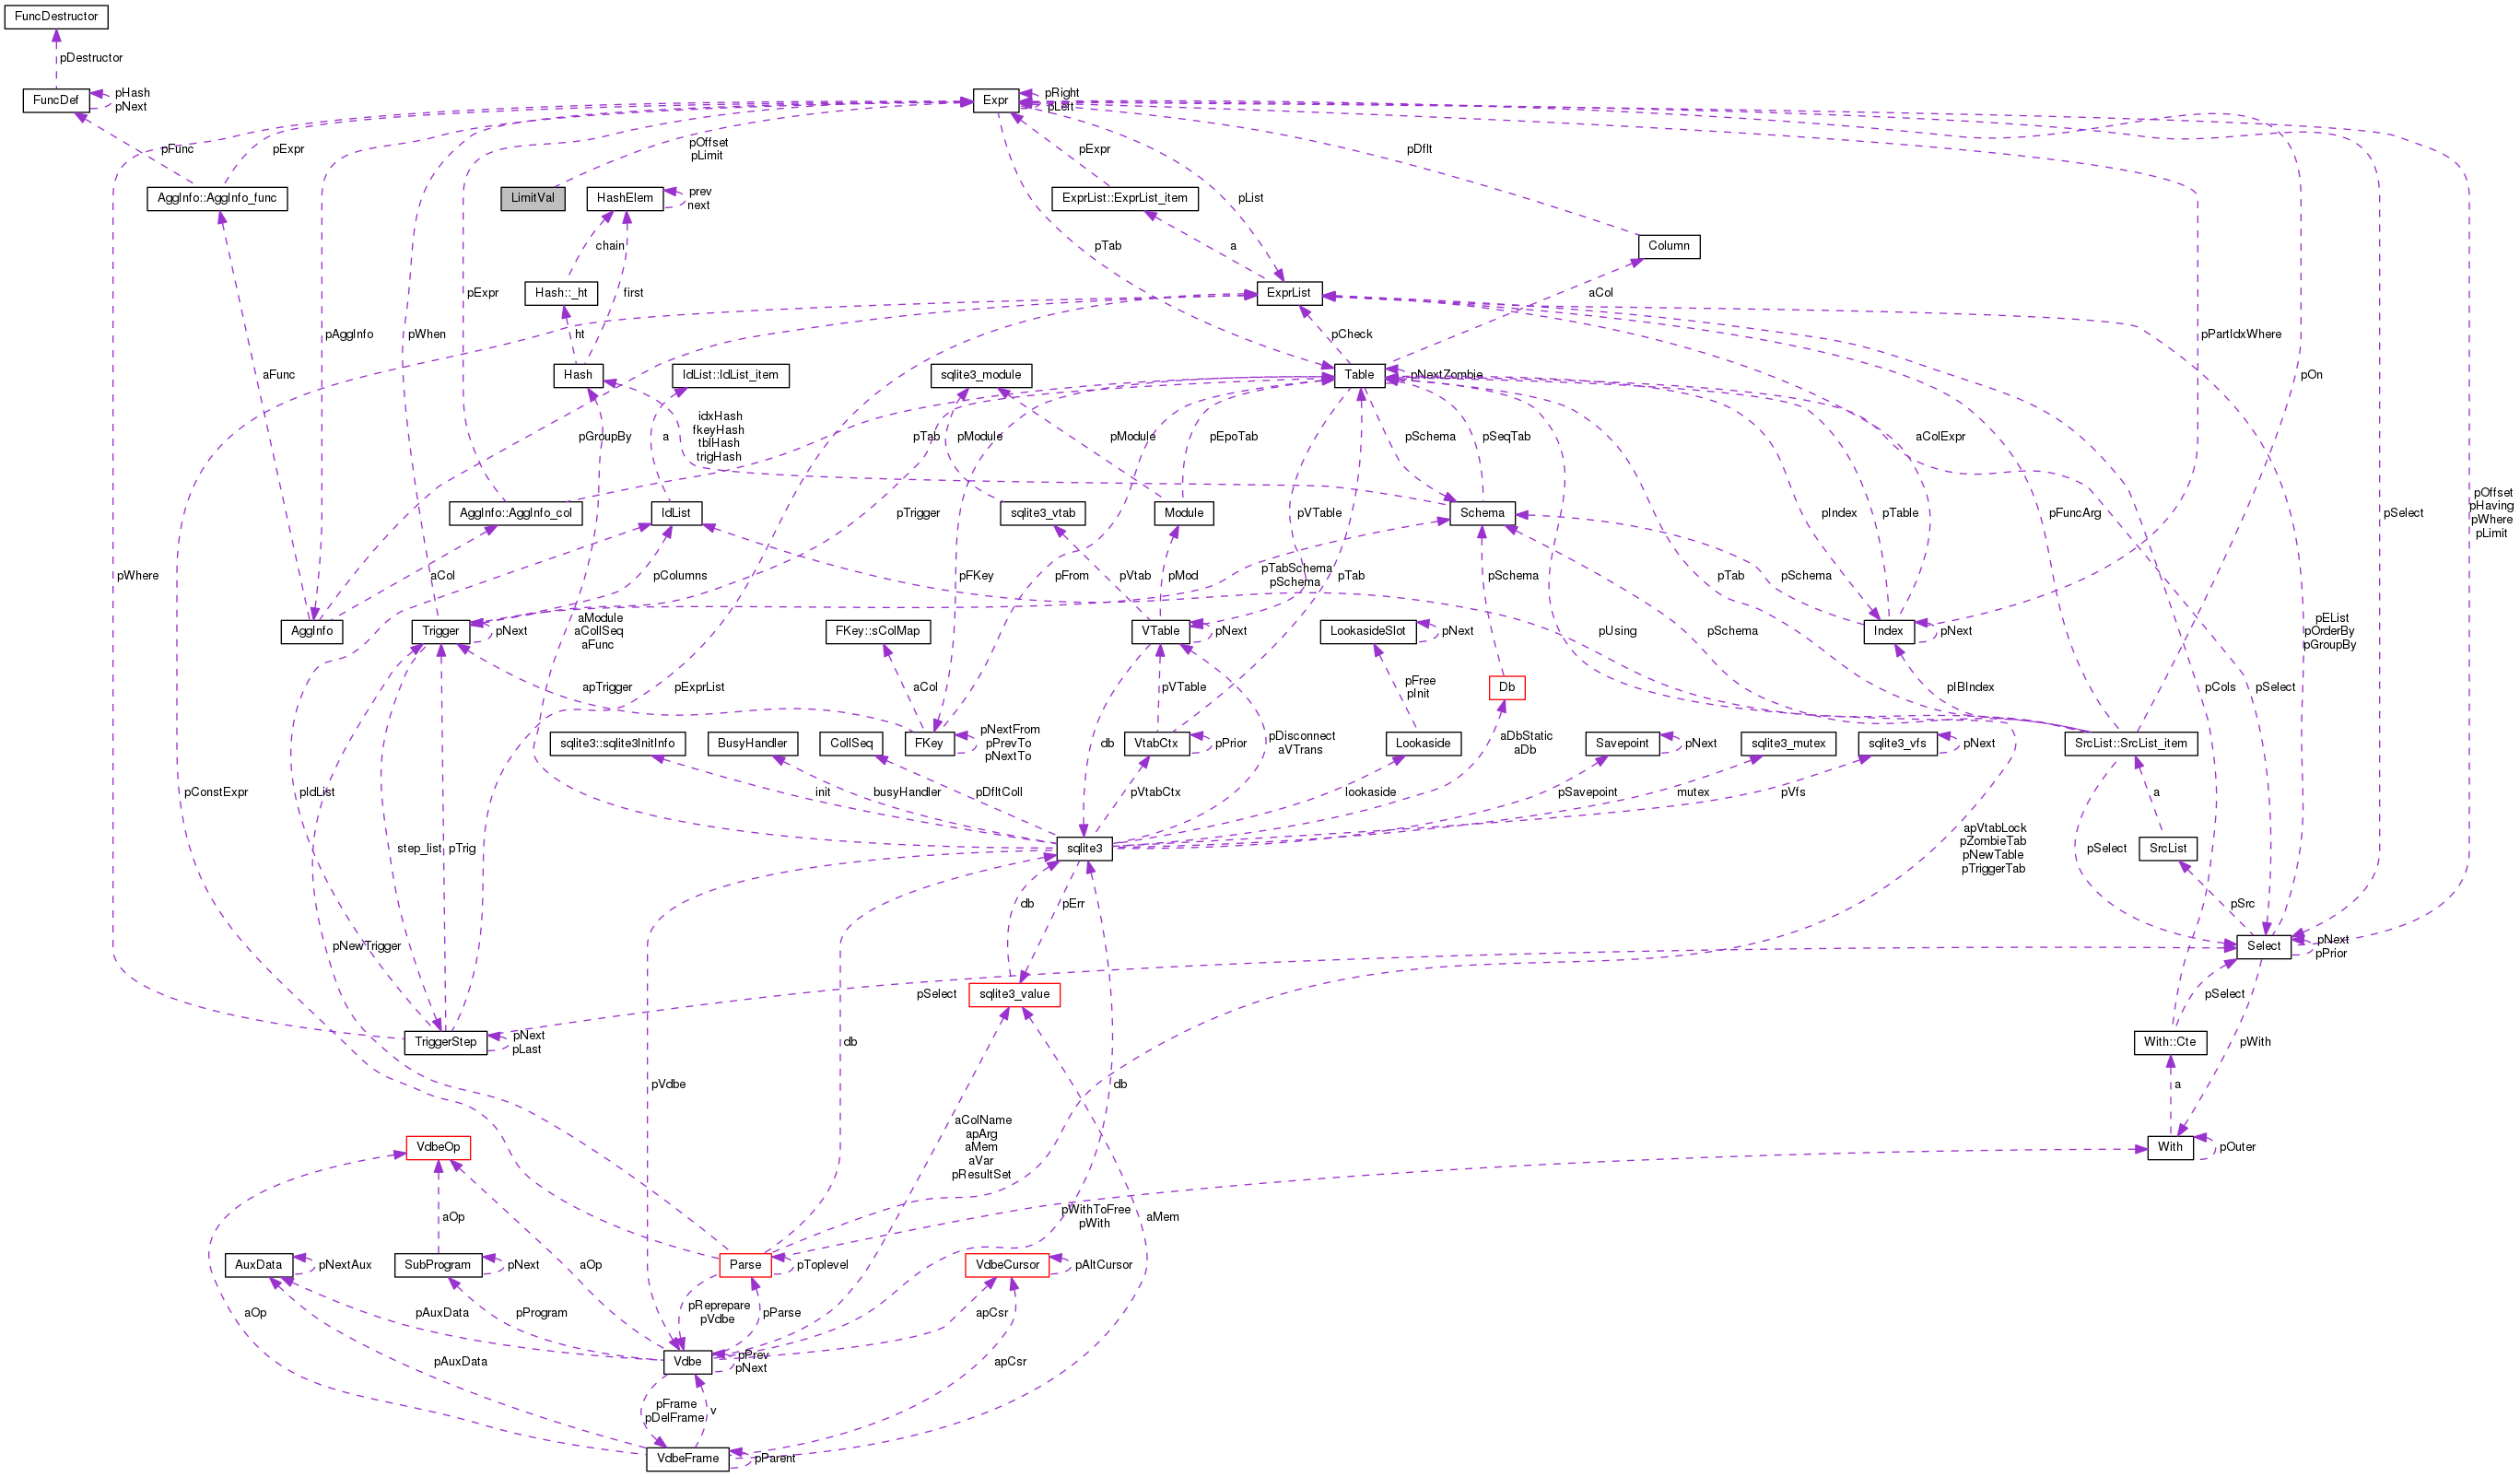 FuncDestructor
pDestructor
FuncDef
pHash
pNext
Expr
pRight
pLeft
pFunc
pExpr
pOffset
pLimit
pExpr
pDflt
AggInfo::AggInfo_func
LimitVal
HashElem
prev
next
ExprList::ExprList_item
pList
chain
pTab
a
Column
pExpr
Hash::_ht
first
ExprList
aCol
pAggInfo
pWhen
ht
pCheck
pPartIdxWhere
aFunc
Hash
IdList::IdList_item
sqlite3_module
Table
pNextZombie
pOn
idxHash
fkeyHash
tblHash
trigHash
pGroupBy
a
pTab
pModule
pModule
pEpoTab
pSchema
pSeqTab
aColExpr
AggInfo::AggInfo_col
IdList
pTrigger
sqlite3_vtab
Module
Schema
pVTable
pIndex
pTable
pFuncArg
pSelect
pOffset
pHaving
pWhere
pLimit
pWhere
aCol
pColumns
pFKey
pFrom
pVtab
pMod
pTabSchema
pSchema
pTab
pSchema
pTab
pSchema
AggInfo
Trigger
pNext
aModule
aCollSeq
aFunc
FKey::sColMap
VTable
pNext
LookasideSlot
pNext
pUsing
pSchema
Index
pNext
pEList
pOrderBy
pGroupBy
apTrigger
pExprList
aCol
pVTable
pFree
pInit
Db
pIBIndex
pCols
pSelect
sqlite3::sqlite3InitInfo
BusyHandler
CollSeq
FKey
pNextFrom
pPrevTo
pNextTo
db
VtabCtx
pPrior
pDisconnect
aVTrans
Lookaside
aDbStatic
aDb
Savepoint
pNext
sqlite3_mutex
sqlite3_vfs
pNext
SrcList::SrcList_item
pConstExpr
pIdList
init
busyHandler
pDfltColl
pVtabCtx
lookaside
pSavepoint
mutex
pVfs
a
step_list
pTrig
sqlite3
apVtabLock
pZombieTab
pNewTable
pTriggerTab
pSelect
SrcList
db
pErr
pSrc
pNewTrigger
Select
pNext
pPrior
pSelect
sqlite3_value
pSelect
TriggerStep
pNext
pLast
db
With::Cte
pWith
pVdbe
db
a
aColName
apArg
aMem
aVar
pResultSet
VdbeOp
With
pOuter
aOp
pWithToFree
pWith
aMem
AuxData
pNextAux
SubProgram
pNext
aOp
Parse
pToplevel
VdbeCursor
pAltCursor
aOp
pAuxData
pProgram
pReprepare
pVdbe
pParse
apCsr
pAuxData
Vdbe
pPrev
pNext
apCsr
pFrame
pDelFrame
v
VdbeFrame
pParent